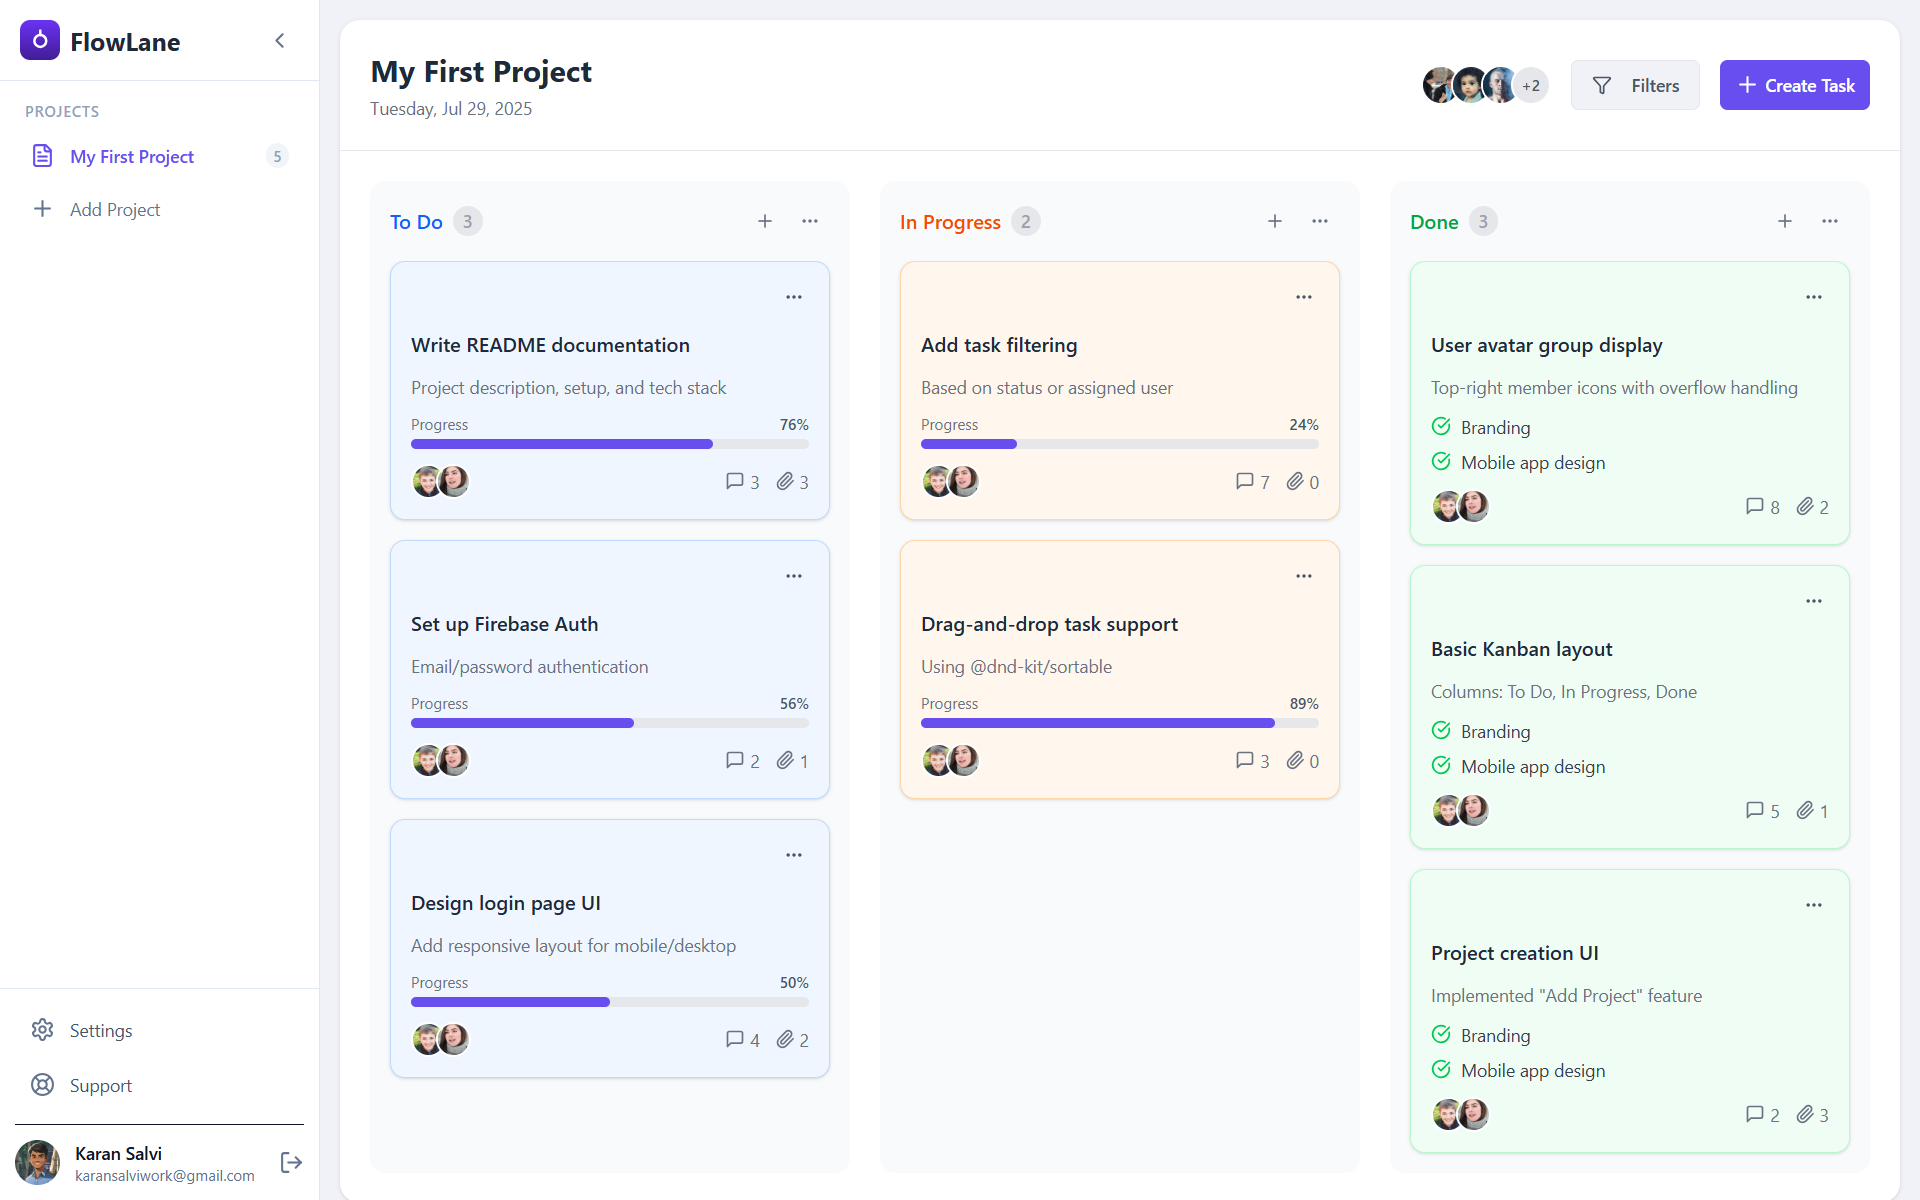 FlowLane
PROJECTS
My First Project 5
Add Project
Settings
Support
Karan Salvi
karansalviwork@gmail.com
My First Project
Tuesday, Jul 29, 2025
+2
Filters
Create Task
To Do 3
Write README documentation
Project description, setup, and tech stack
Progress 76%
3 3
Set up Firebase Auth
Email/password authentication
Progress 56%
2 1
Design login page UI
Add responsive layout for mobile/desktop
Progress 50%
4 2
In Progress 2
Add task filtering
Based on status or assigned user
Progress 24%
7 0
Drag-and-drop task support
Using @dnd-kit/sortable
Progress 89%
3 0
Done 3
User avatar group display
Top-right member icons with overflow handling
Branding
Mobile app design
8 2
Basic Kanban layout
Columns: To Do, In Progress, Done
Branding
Mobile app design
5 1
Project creation UI
Implemented "Add Project" feature
Branding
Mobile app design
2 3